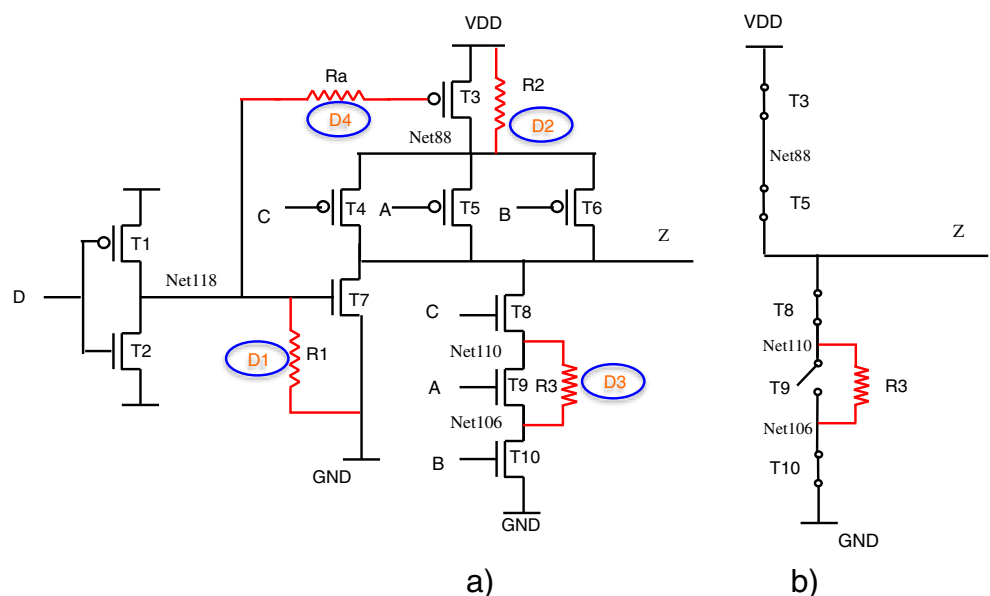 VDD
VDD
Ra
T3
R2
D4
D2
T3
Net88
Net88
C
T4
A
T5
B
T6
T5
Z
Z
T1
Net118
D
T7
C
T8
T8
T2
D1
R1
Net110
Net110
A
T9
R3
D3
T9
R3
Net106
Net106
B
T10
T10
GND
GND
GND
a)
b)